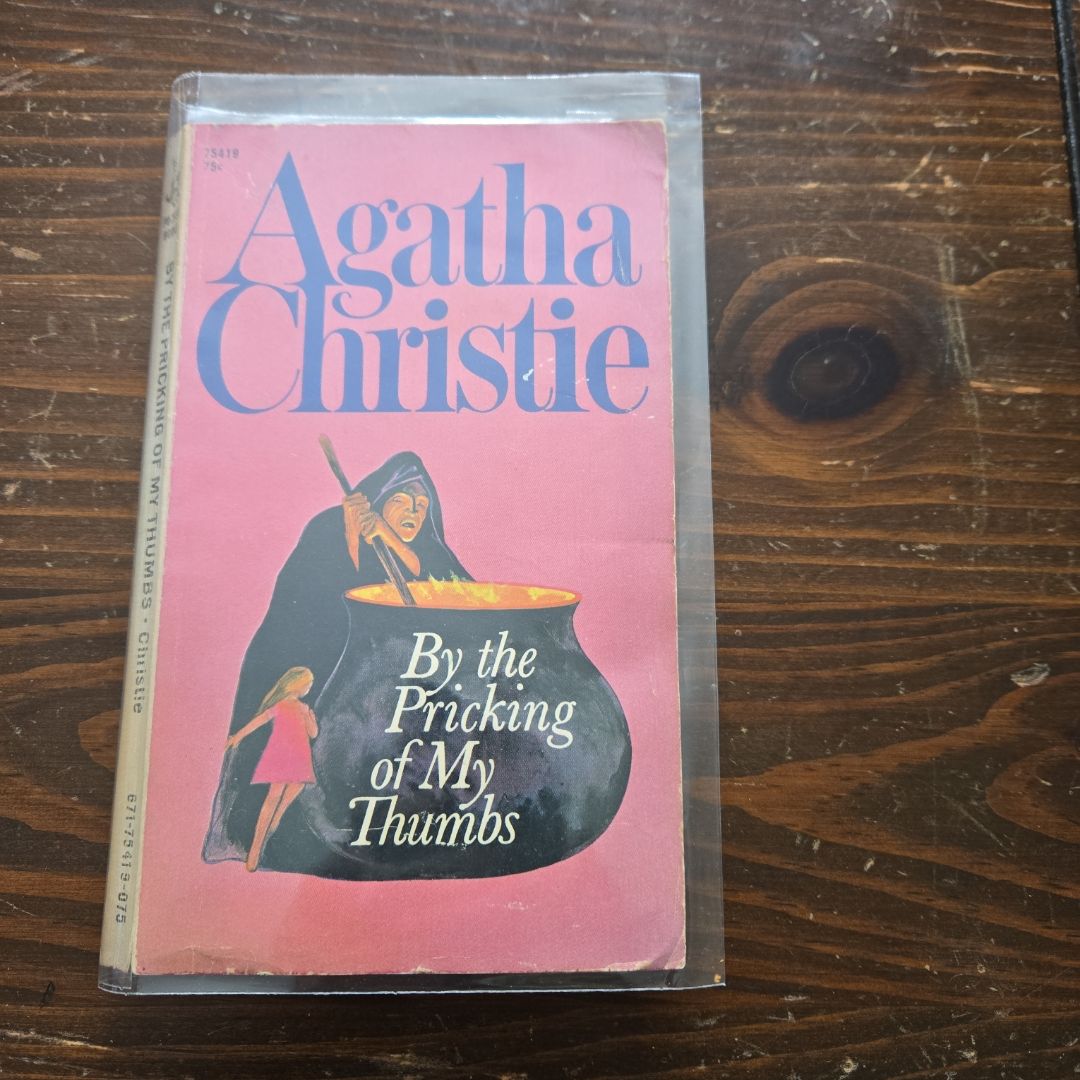 75419
75¢
Agatha
Christie
By the
Pricking
of My
Thumbs
BY THE PRICKING OF MY THUMBS · Christie
671-75419-075